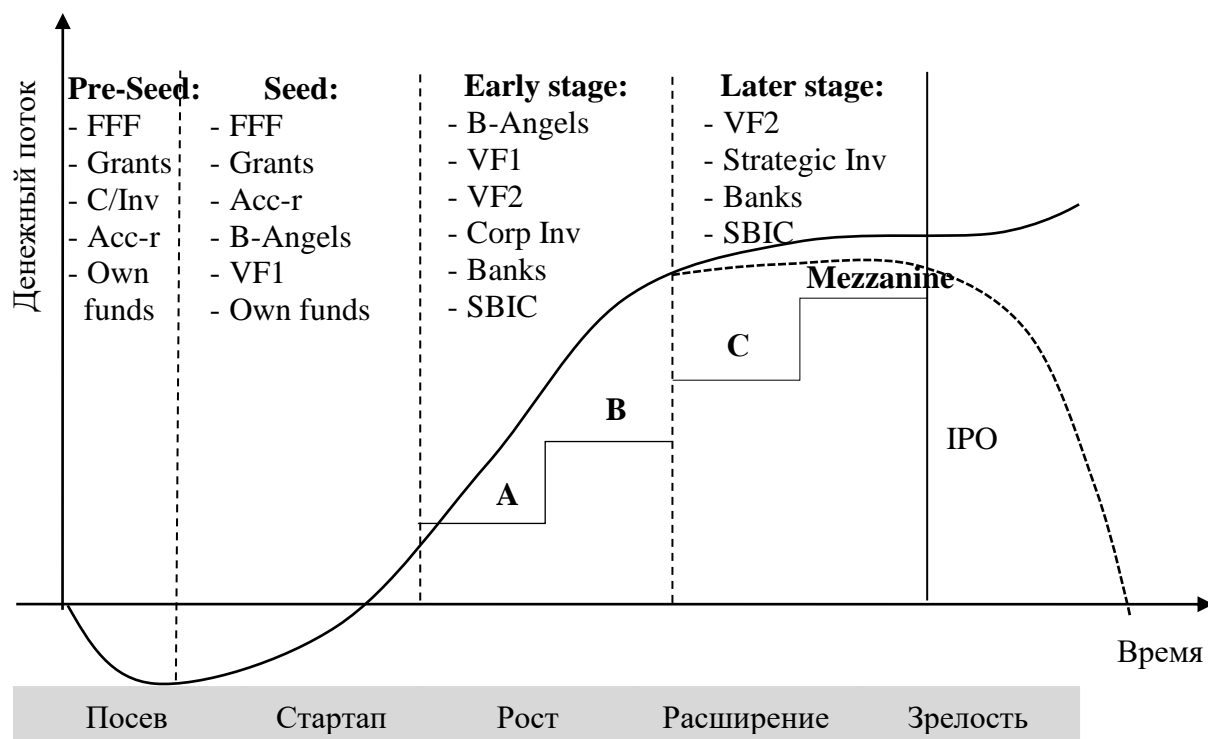 Денежный поток
Pre-Seed:
- FFF
- Grants
- C/Inv
- Acc-r
- Own
funds
Seed:
- FFF
- Grants
- Acc-r
- B-Angels
- VF1
- Own funds
Early stage:
- B-Angels
- VF1
- VF2
- Corp Inv
- Banks
- SBIC
Later stage:
- VF2
- Strategic Inv
- Banks
- SBIC
Mezzanine
C
B
A
IPO
Время
Посев
Стартап
Рост
Расширение
Зрелость